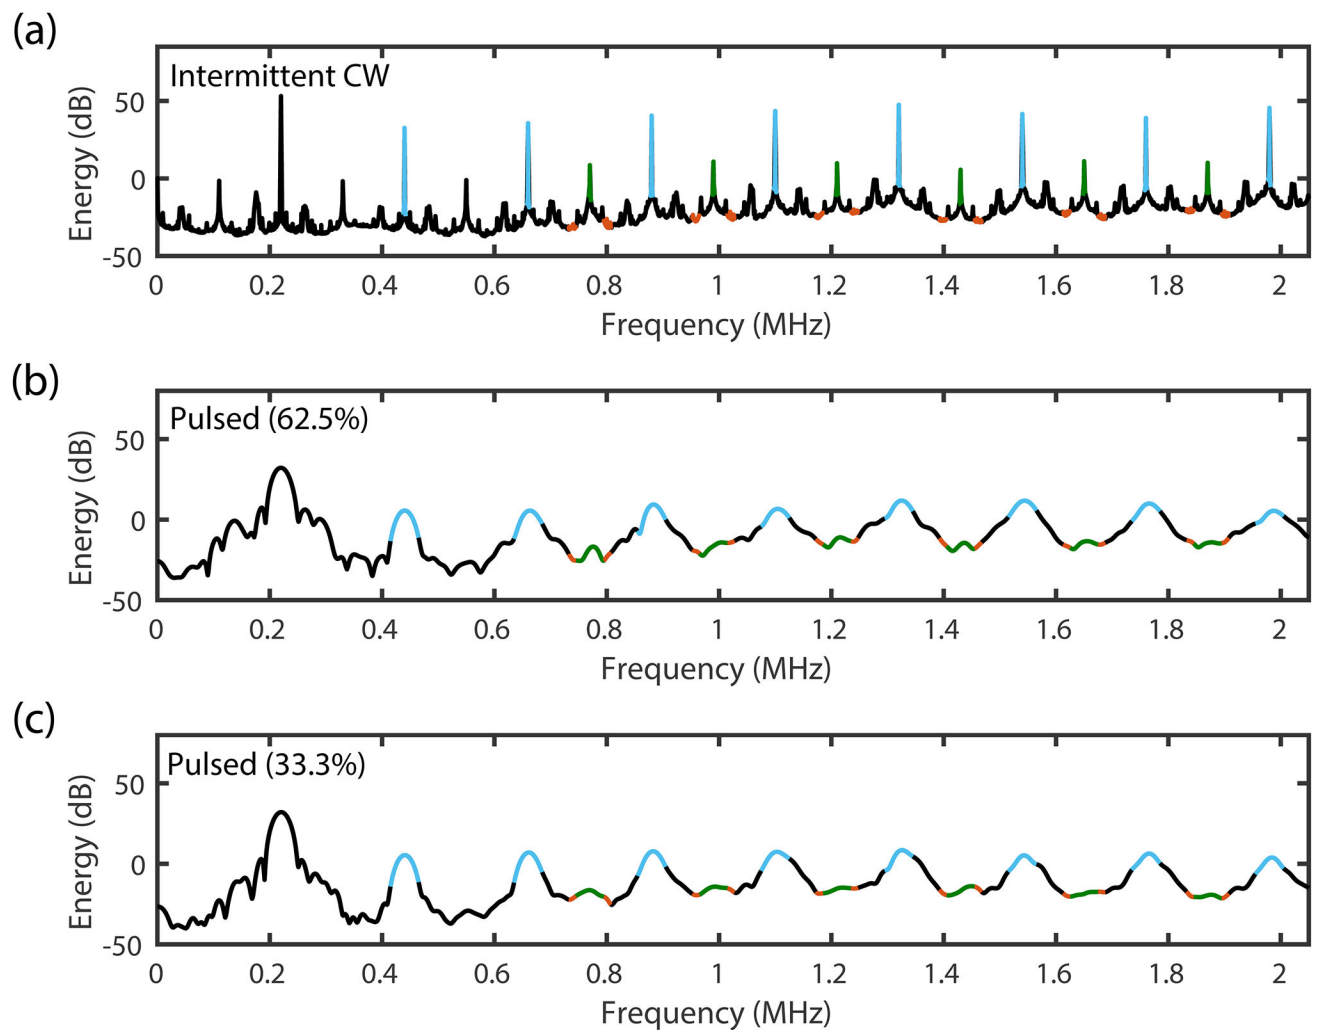 (a)
Intermittent CW
Energy (dB)
50
0
-50
0 0.2 0.4 0.6 0.8 1 1.2 1.4 1.6 1.8 2
Frequency (MHz)
(b)
Pulsed (62.5%)
Energy (dB)
50
0
-50
0 0.2 0.4 0.6 0.8 1 1.2 1.4 1.6 1.8 2
Frequency (MHz)
(c)
Pulsed (33.3%)
Energy (dB)
50
0
-50
0 0.2 0.4 0.6 0.8 1 1.2 1.4 1.6 1.8 2
Frequency (MHz)